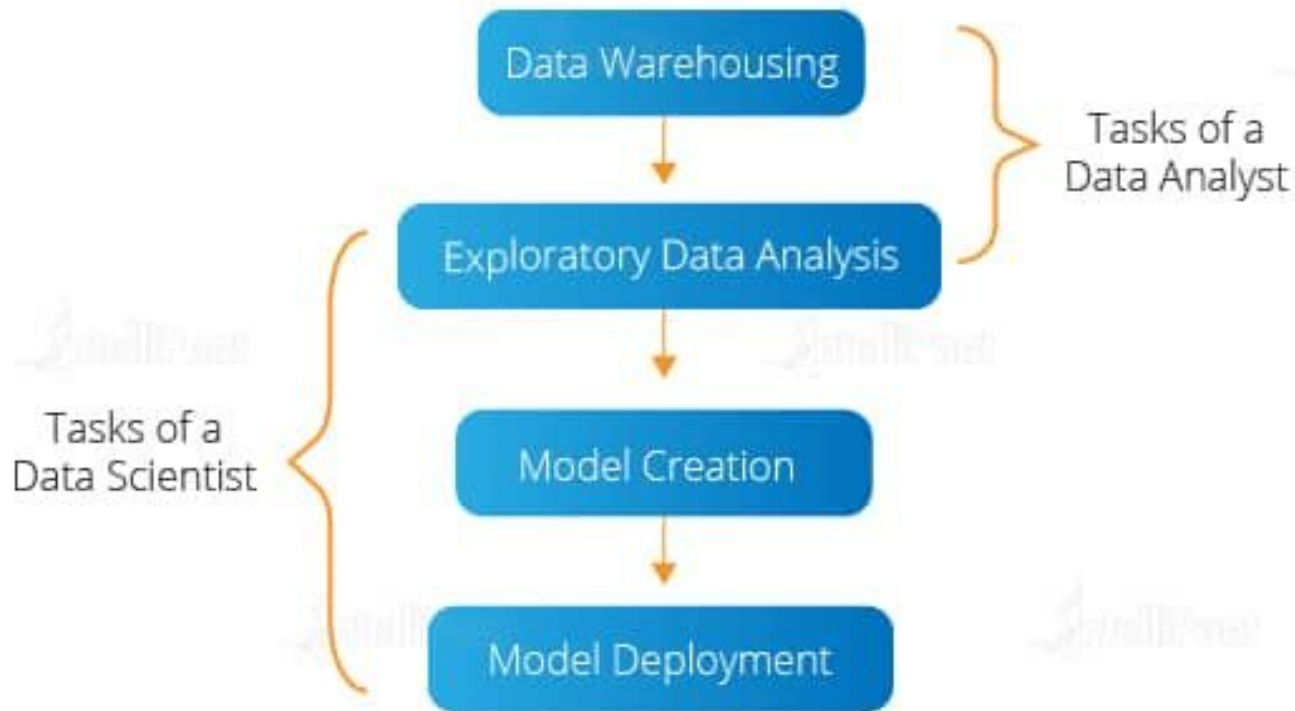 Data Warehousing
Tasks of a
Data Analyst
Exploratory Data Analysis
Tasks of a
Data Scientist
Model Creation
Model Deployment